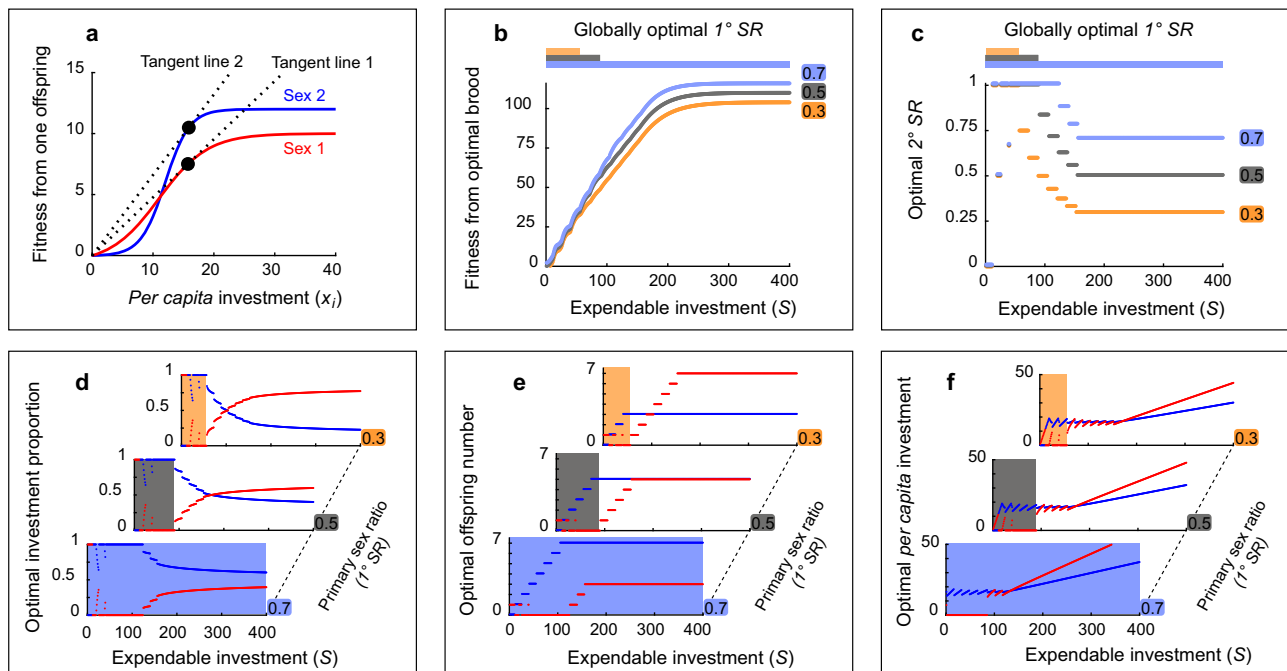 a
Tangent line 2
Tangent line 1
Sex 2
Sex 1
Fitness from one offspring
15
10
5
0
0 10 20 30 40
Per capita investment (xi)
Globally optimal 1° SR
b
0.7
0.5
0.3
Fitness from optimal brood
100
75
50
25
0
0 100 200 300 400
Expendable investment (S)
Globally optimal 1° SR
c
Optimal 2° SR
1
0.75
0.5
0.25
0
0.7
0.5
0.3
0 100 200 300 400
Expendable investment (S)
d
Optimal investment proportion
1
0.5
0
0.3
1
0.5
0
0.5
1
0.5
0
0.7
Primary sex ratio
(1° SR)
0 100 200 300 400
Expendable investment (S)
e
Optimal offspring number
7
0
0.3
7
0
0.5
7
0
0.7
Primary sex ratio
(1° SR)
0 100 200 300 400
Expendable investment (S)
f
Optimal per capita investment
50
0
0.3
50
0
0.5
50
0
0.7
Primary sex ratio
(1° SR)
0 100 200 300 400
Expendable investment (S)